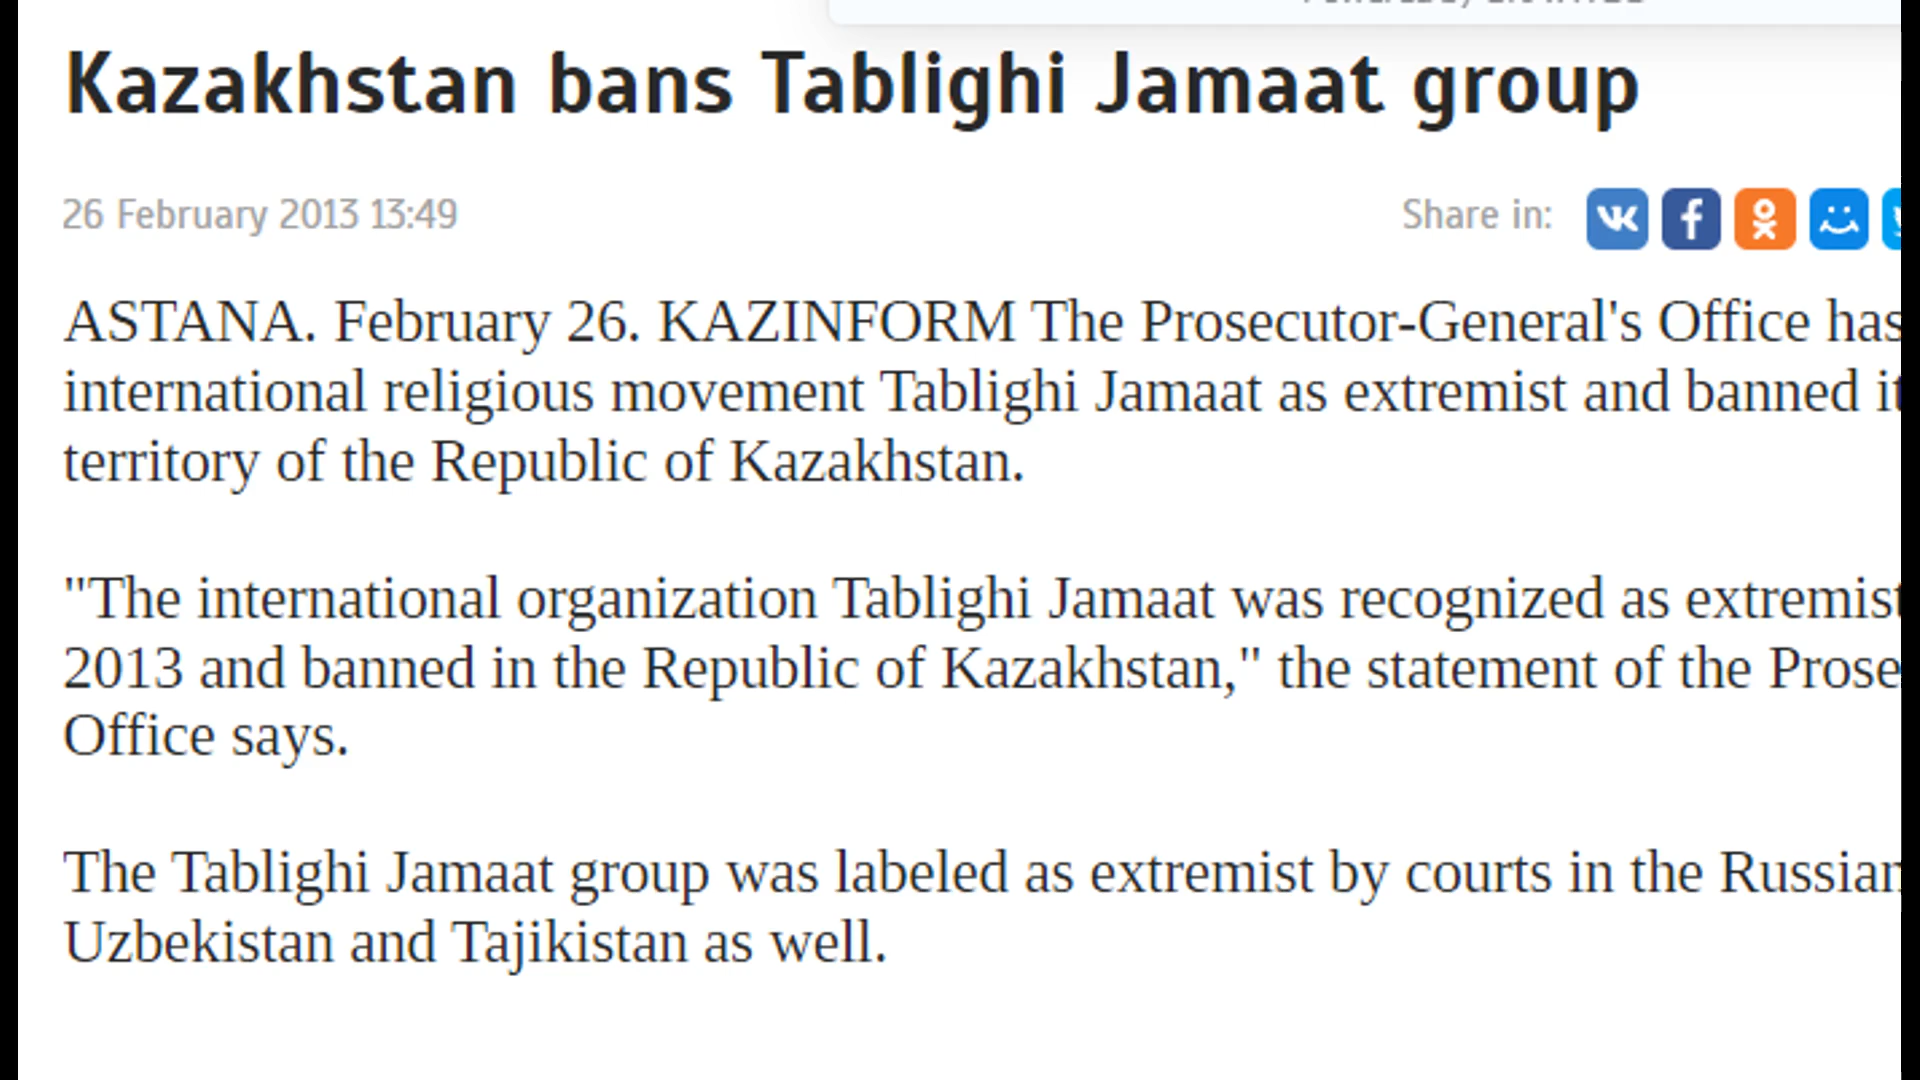 Kazakhstan bans Tablighi Jamaat group
26 February 2013 13:49
Share in:
ASTANA. February 26. KAZINFORM The Prosecutor-General's Office has
international religious movement Tablighi Jamaat as extremist and banned it
territory of the Republic of Kazakhstan.
"The international organization Tablighi Jamaat was recognized as extremist
2013 and banned in the Republic of Kazakhstan," the statement of the Prose
Office says.
The Tablighi Jamaat group was labeled as extremist by courts in the Russian
Uzbekistan and Tajikistan as well.